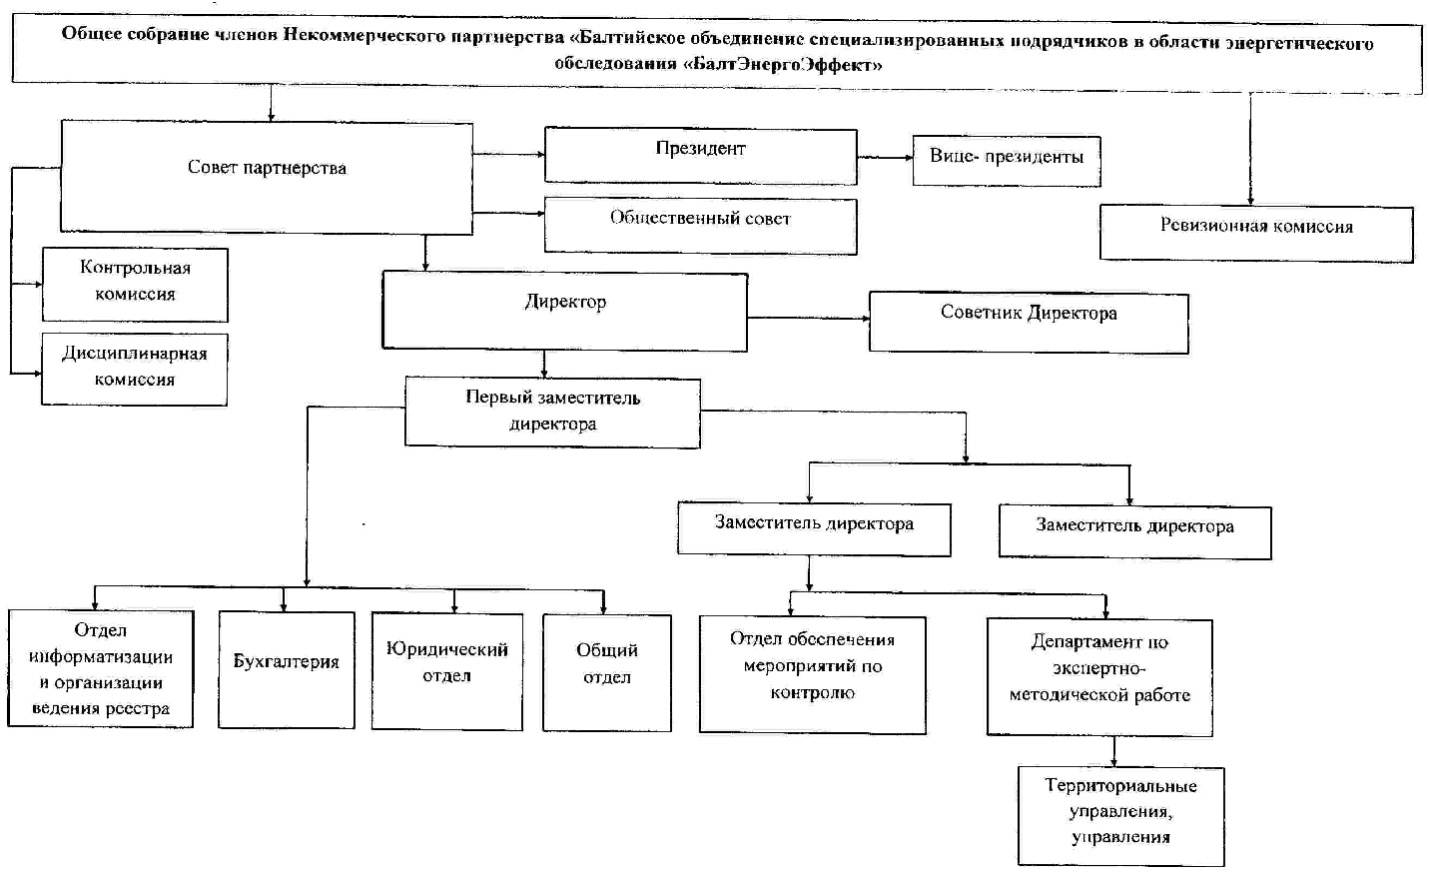 Общее собрание членов Некоммерческого партнерства «Балтийское объединение специализированных подрядчиков в области энергетического
обследования «БалтЭнергоЭффект»
Совет партнерства
Президент
Вице- президенты
Общественный совет
Ревизионная комиссия
Контрольная
комиссия
Дисциплинарная
комиссия
Директор
Советник Директора
Первый заместитель
директора
Заместитель директора
Заместитель директора
Отдел
информатизации
и организации
ведения реестра
Бухгалтерия
Юридический
отдел
Общий
отдел
Отдел обеспечения
мероприятий по
контролю
Департамент по
экспертно-
методической работе
Территориальные
управления,
управления